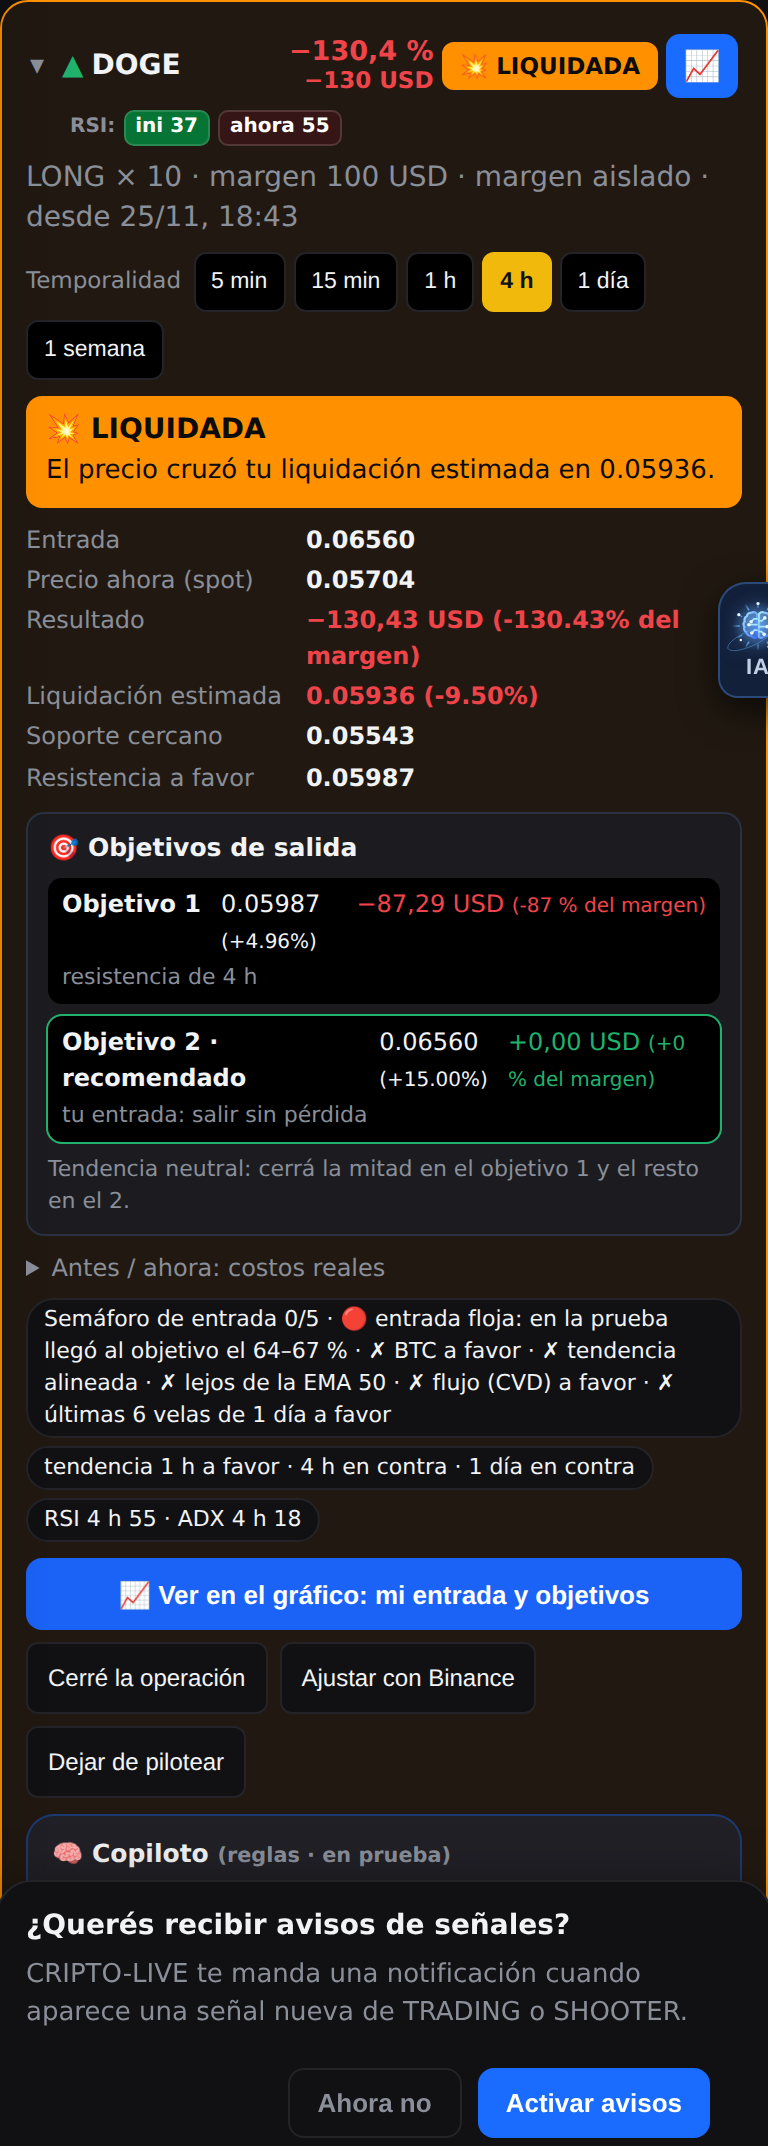 ▼ ▲ DOGE −130,4 % 💥 LIQUIDADA 📈
−130 USD
RSI: ini 37 ahora 55
LONG × 10 · margen 100 USD · margen aislado ·
desde 25/11, 18:43
Temporalidad 5 min 15 min 1 h 4 h 1 día
1 semana
💥 LIQUIDADA
El precio cruzó tu liquidación estimada en 0.05936.
Entrada 0.06560
Precio ahora (spot) 0.05704
Resultado −130,43 USD (-130.43% del
margen)
IA
Liquidación estimada 0.05936 (-9.50%)
Soporte cercano 0.05543
Resistencia a favor 0.05987
🎯 Objetivos de salida
Objetivo 1 0.05987 −87,29 USD (-87 % del margen)
(+4.96%)
resistencia de 4 h
Objetivo 2 · 0.06560 +0,00 USD (+0
recomendado (+15.00%) % del margen)
tu entrada: salir sin pérdida
Tendencia neutral: cerrá la mitad en el objetivo 1 y el resto
en el 2.
▶ Antes / ahora: costos reales
Semáforo de entrada 0/5 · 🔴 entrada floja: en la prueba
llegó al objetivo el 64–67 % · ✗ BTC a favor · ✗ tendencia
alineada · ✗ lejos de la EMA 50 · ✗ flujo (CVD) a favor · ✗
últimas 6 velas de 1 día a favor
tendencia 1 h a favor · 4 h en contra · 1 día en contra
RSI 4 h 55 · ADX 4 h 18
📈 Ver en el gráfico: mi entrada y objetivos
Cerré la operación Ajustar con Binance
Dejar de pilotear
🧠 Copiloto (reglas · en prueba)
¿Querés recibir avisos de señales?
CRIPTO-LIVE te manda una notificación cuando
aparece una señal nueva de TRADING o SHOOTER.
Ahora no Activar avisos